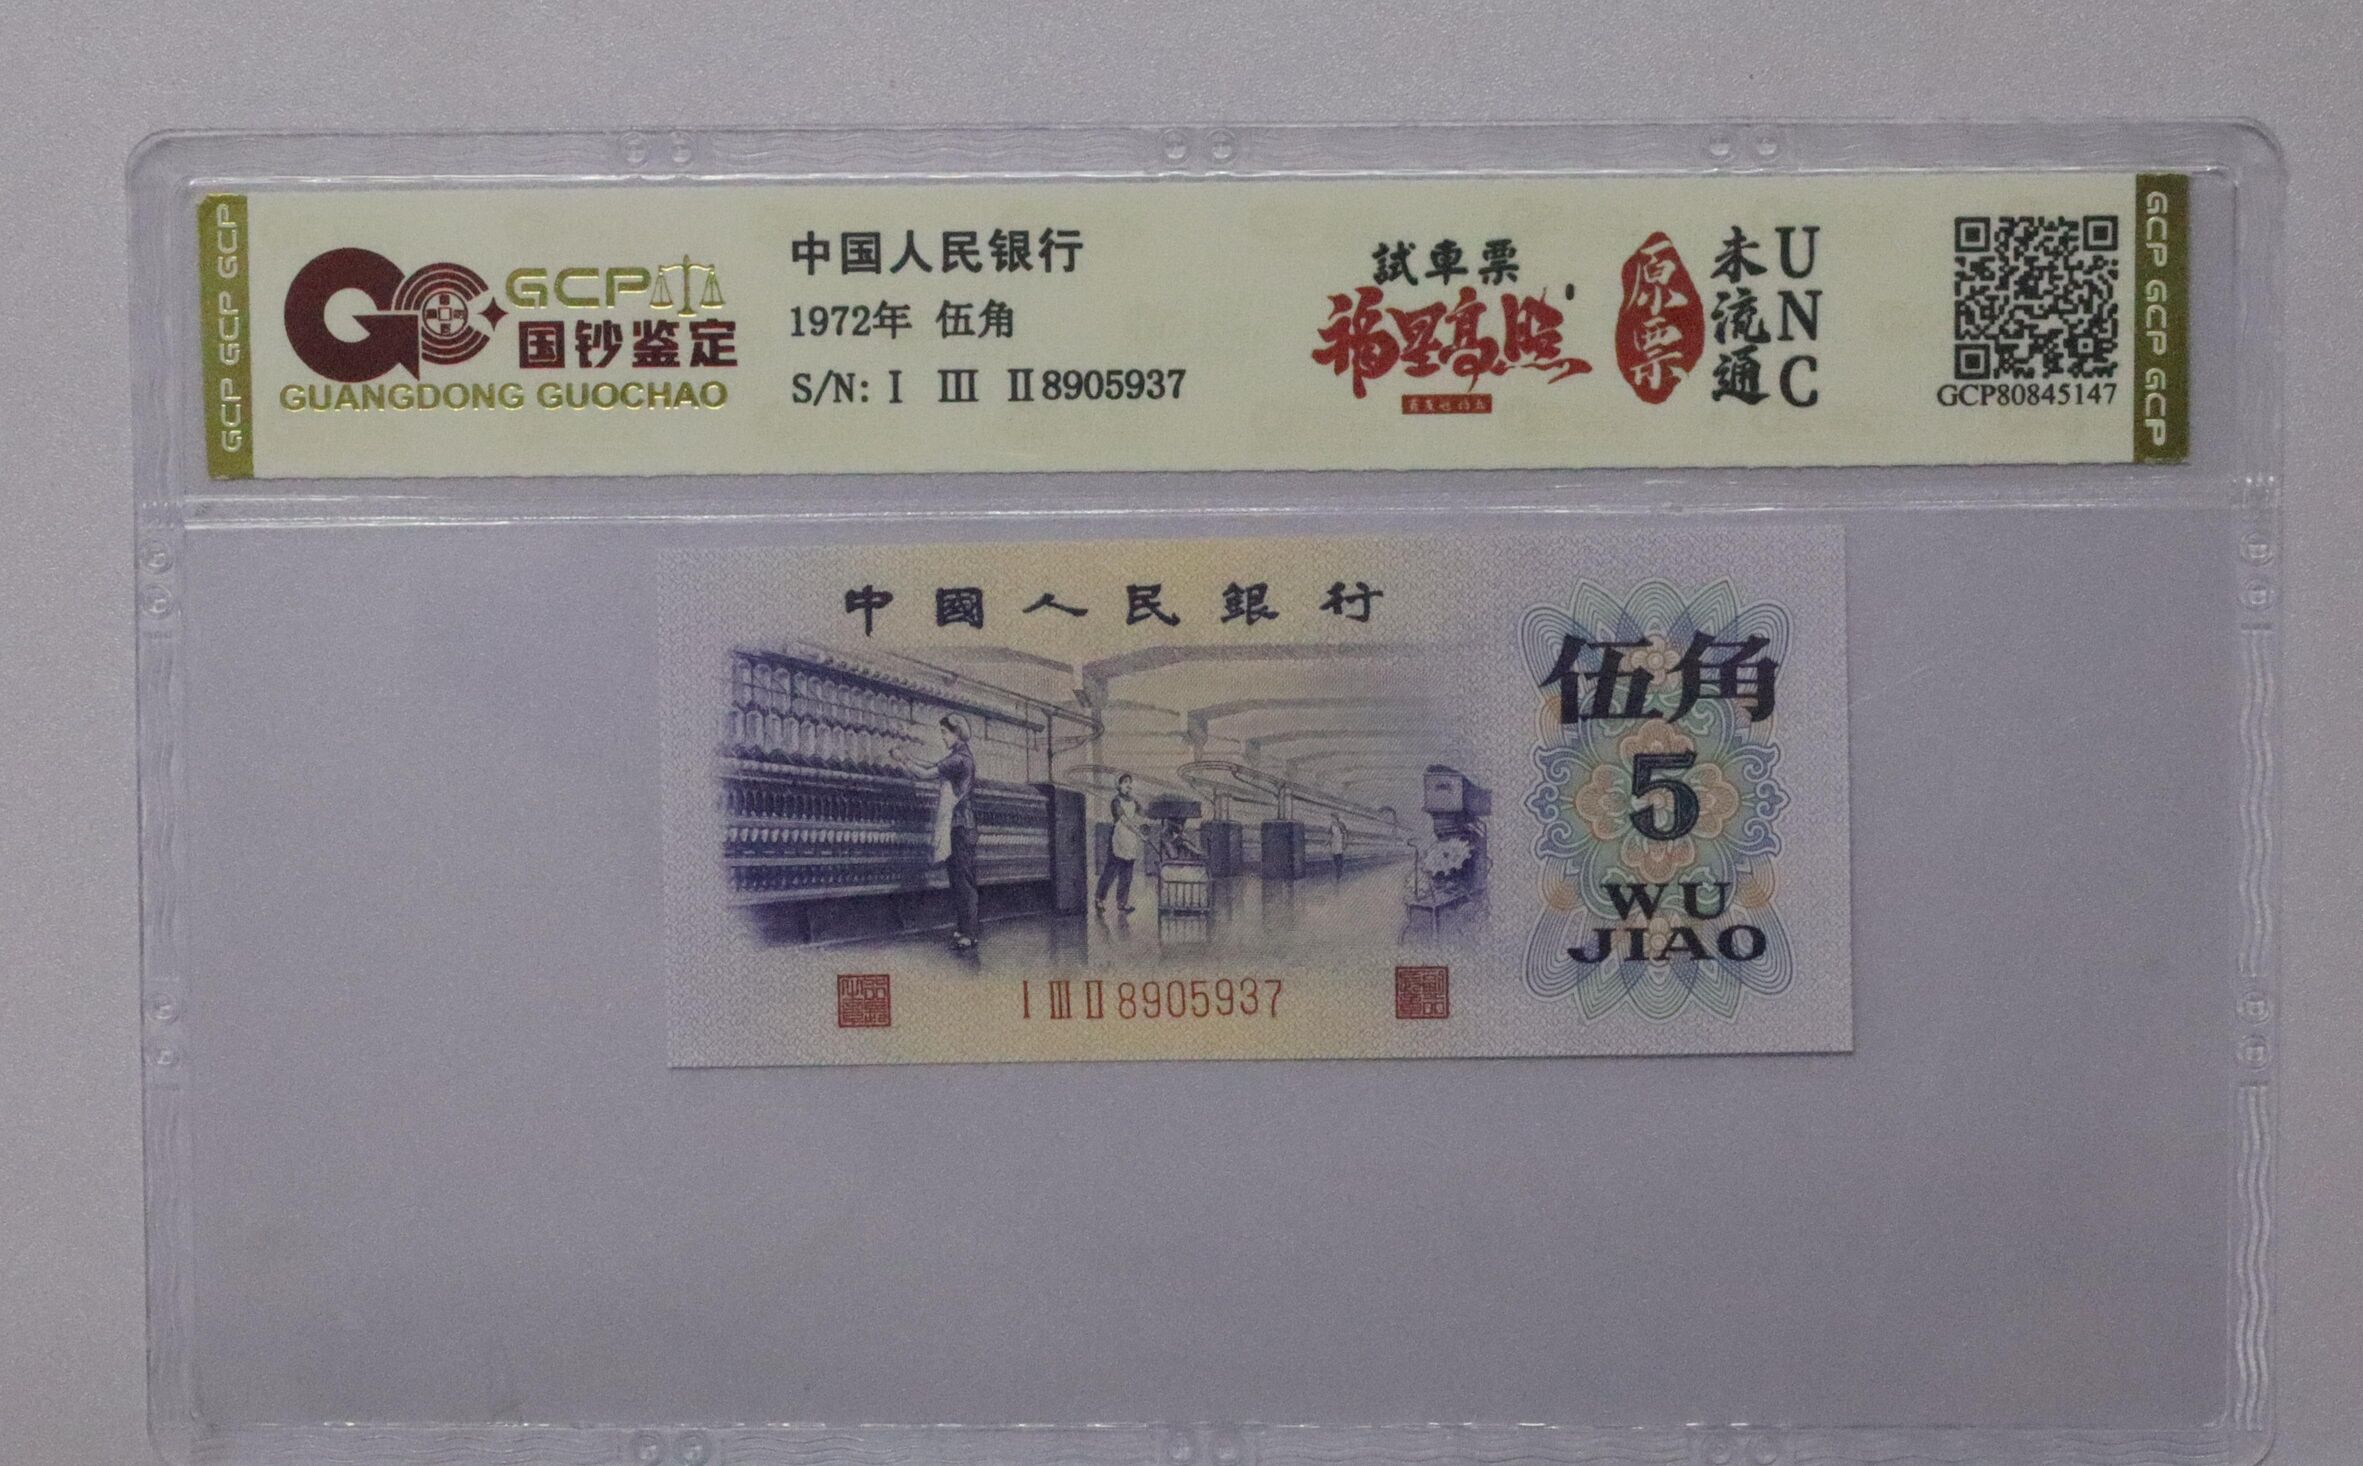 GCP GCP GCP
GCP
国钞鉴定
GUANGDONG GUOCHAO
中国人民银行
1972年 伍角
S/N: I III II 8905937
試車票
福星高照
原票
未流通
UNC
GCP80845147
GCP GCP GCP
中國人民銀行
伍角
5
WU
JIAO
I III II 8905937